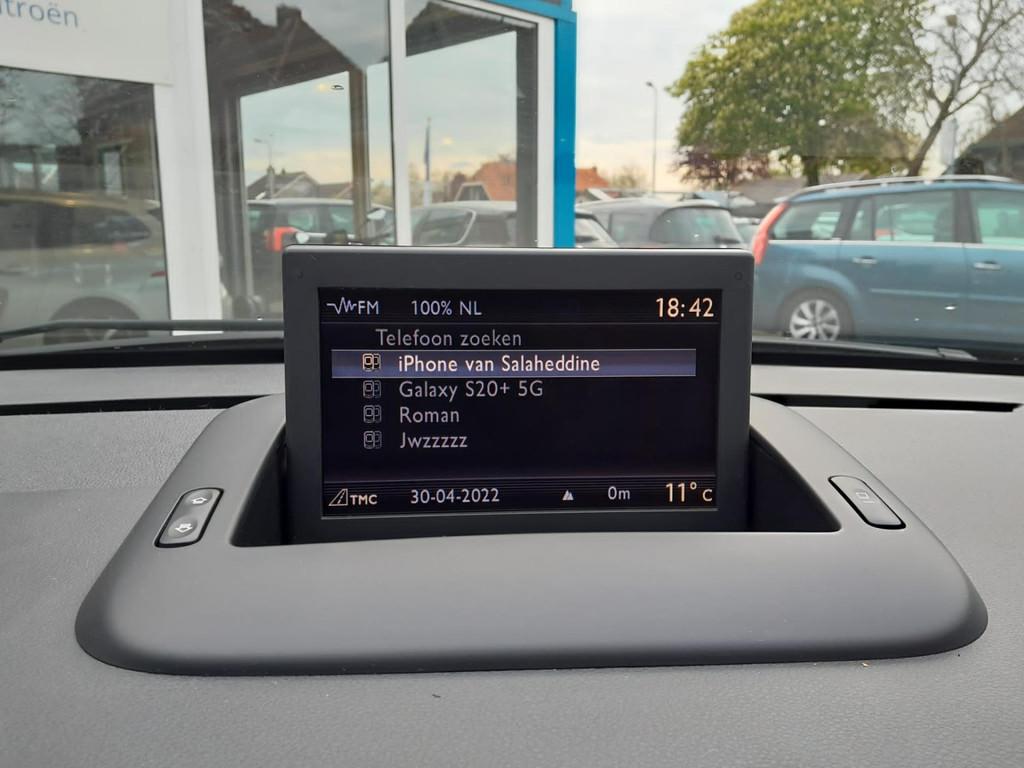 itroën
FM 100% NL 18:42
Telefoon zoeken
iPhone van Salaheddine
Galaxy S20+ 5G
Roman
Jwzzzzz
TMC 30-04-2022 0m 11° C